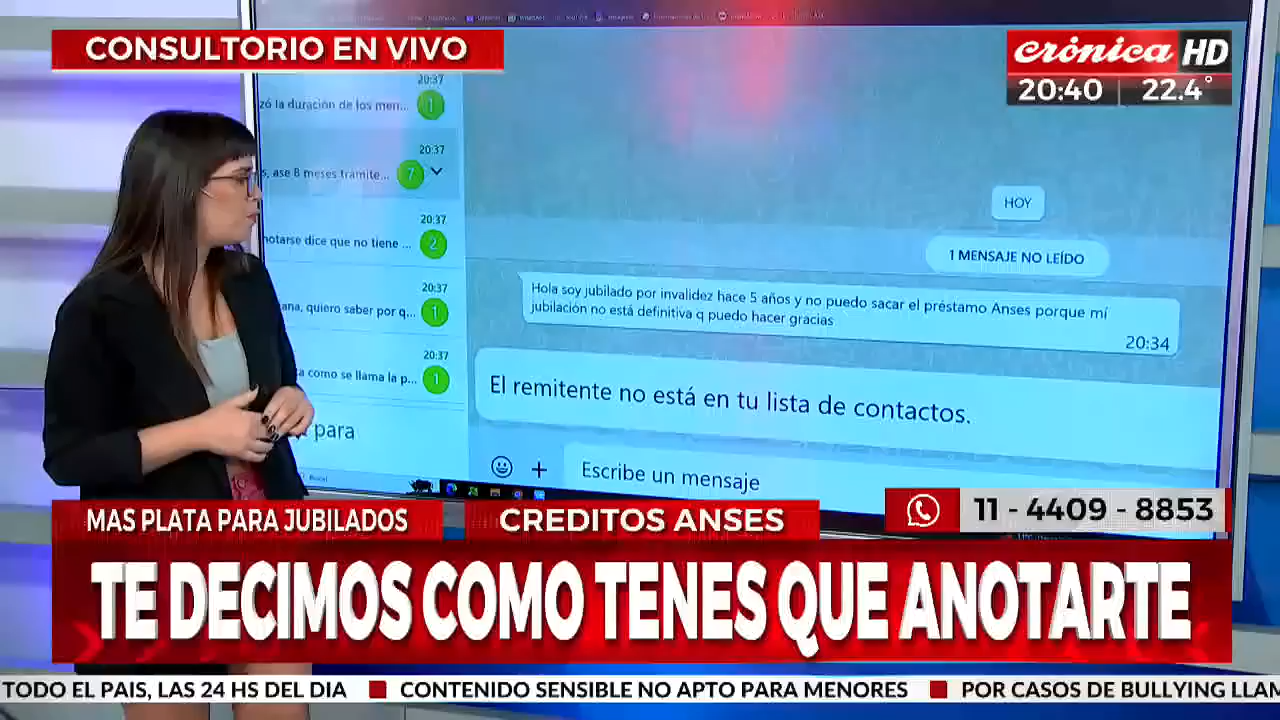 CONSULTORIO EN VIVO
crónica HD
20:40 22.4°
20:37
zó la duración de los men... 1
20:37
s, ase 8 meses tramite... 7
20:37
notarse dice que no tiene ... 2
20:37
ana, quiero saber por q... 1
20:37
a como se llama la p... 1
para
HOY
1 MENSAJE NO LEÍDO
Hola soy jubilado por invalidez hace 5 años y no puedo sacar el préstamo Anses porque mí
jubilación no está definitiva q puedo hacer gracias
20:34
El remitente no está en tu lista de contactos.
Escribe un mensaje
11 - 4409 - 8853
MAS PLATA PARA JUBILADOS
CREDITOS ANSES
TE DECIMOS COMO TENES QUE ANOTARTE
TODO EL PAIS, LAS 24 HS DEL DIA CONTENIDO SENSIBLE NO APTO PARA MENORES POR CASOS DE BULLYING LLAM